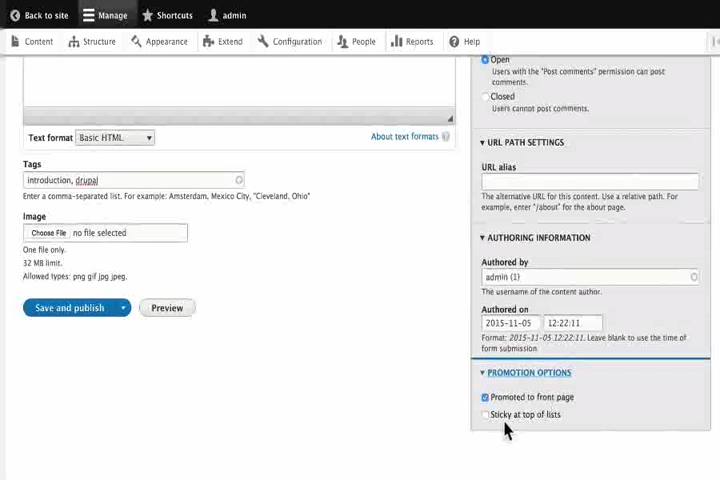 Back to site Manage Shortcuts admin
Content Structure Appearance Extend Configuration People Reports Help
Open
Users with the "Post comments" permission can post
comments.
Closed
Users cannot post comments.
Text format Basic HTML About text formats
Tags
introduction, drupal
Enter a comma-separated list. For example: Amsterdam, Mexico City, "Cleveland, Ohio"
Image
Choose File no file selected
One file only.
32 MB limit.
Allowed types: png gif jpg jpeg.
Save and publish Preview
URL PATH SETTINGS
URL alias
The alternative URL for this content. Use a relative path. For
example, enter "/about" for the about page.
AUTHORING INFORMATION
Authored by
admin (1)
The username of the content author.
Authored on
2015-11-05 12:22:11
Format: 2015-11-05 12:22:11. Leave blank to use the time of
form submission.
PROMOTION OPTIONS
Promoted to front page
Sticky at top of lists